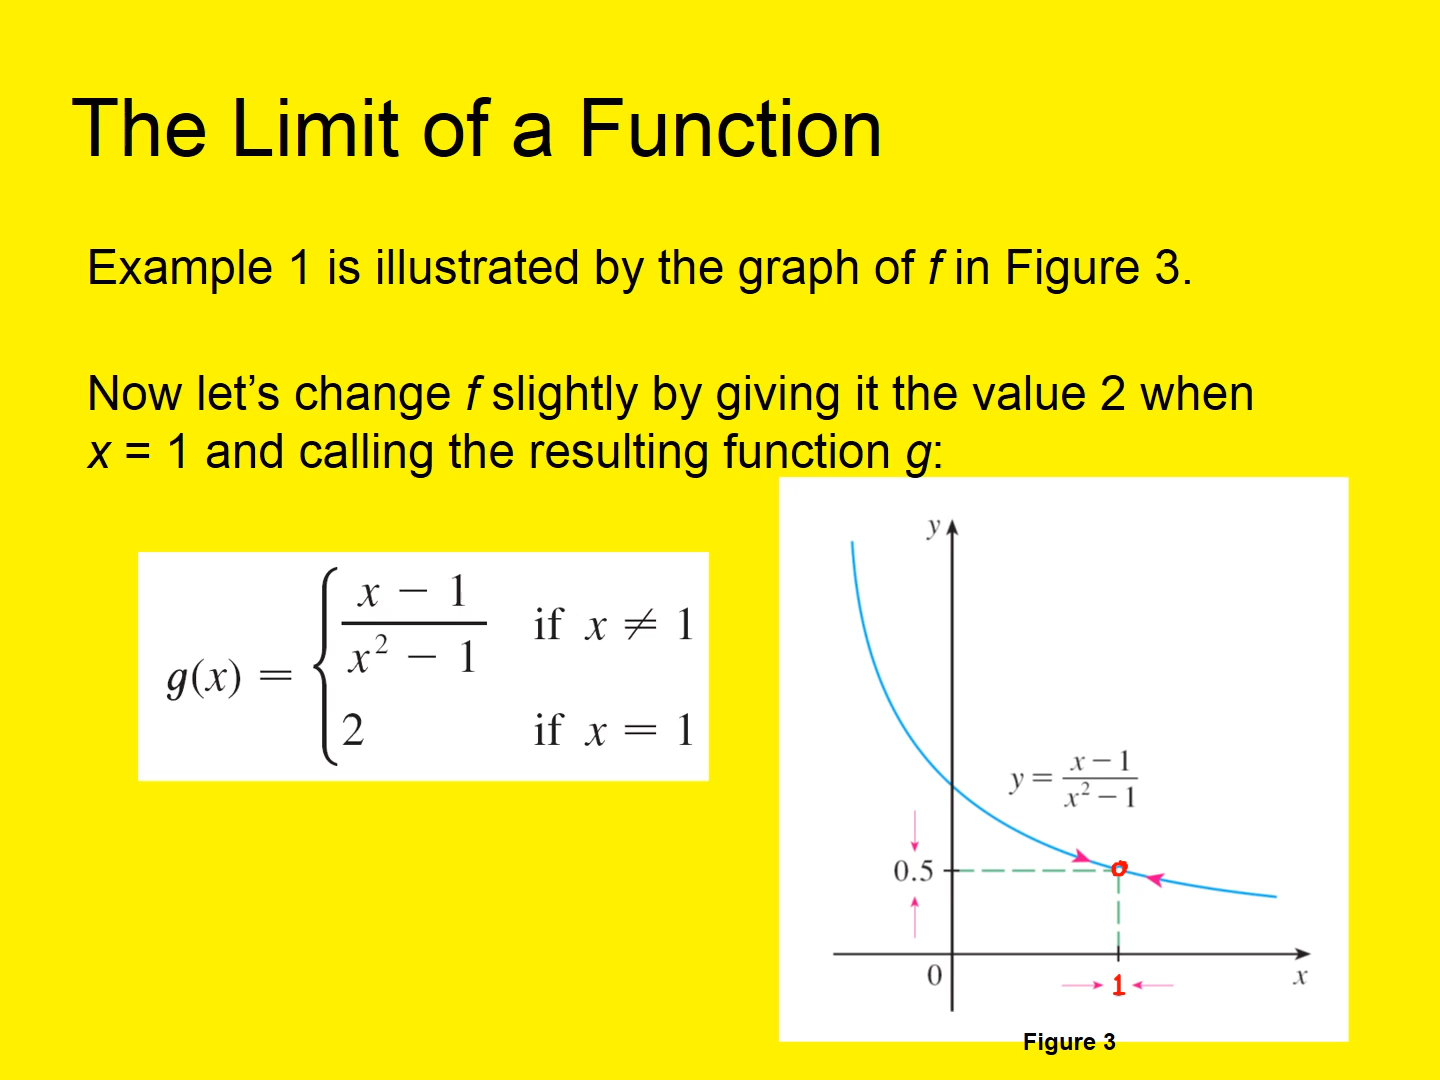 The Limit of a Function
Example 1 is illustrated by the graph of f in Figure 3.
Now let’s change f slightly by giving it the value 2 when
x = 1 and calling the resulting function g:
g(x) = { (x − 1)/(x² − 1) if x ≠ 1
2 if x = 1
y
y = (x − 1)/(x² − 1)
0.5
0
1
x
Figure 3